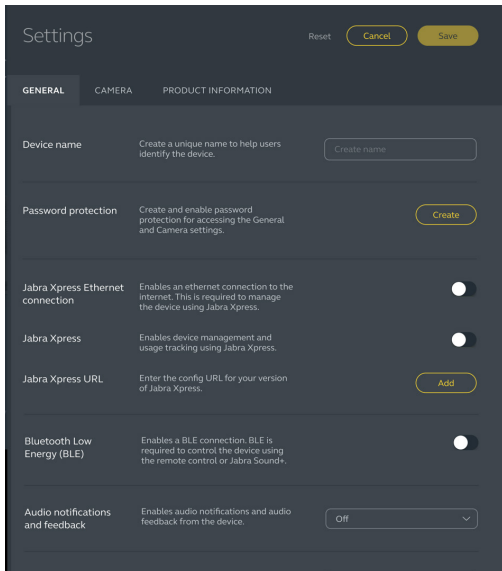 Settings
Reset
Cancel
Save
GENERAL
CAMERA
PRODUCT INFORMATION
Device name
Create a unique name to help users
identify the device.
Create name
Password protection
Create and enable password
protection for accessing the General
and Camera settings.
Create
Jabra Xpress Ethernet
connection
Enables an ethernet connection to the
internet. This is required to manage
the device using Jabra Xpress.
Jabra Xpress
Enables device management and
usage tracking using Jabra Xpress.
Jabra Xpress URL
Enter the config URL for your version
of Jabra Xpress.
Add
Bluetooth Low
Energy (BLE)
Enables a BLE connection. BLE is
required to control the device using
the remote control or Jabra Sound+.
Audio notifications
and feedback
Enables audio notifications and audio
feedback from the device.
Off